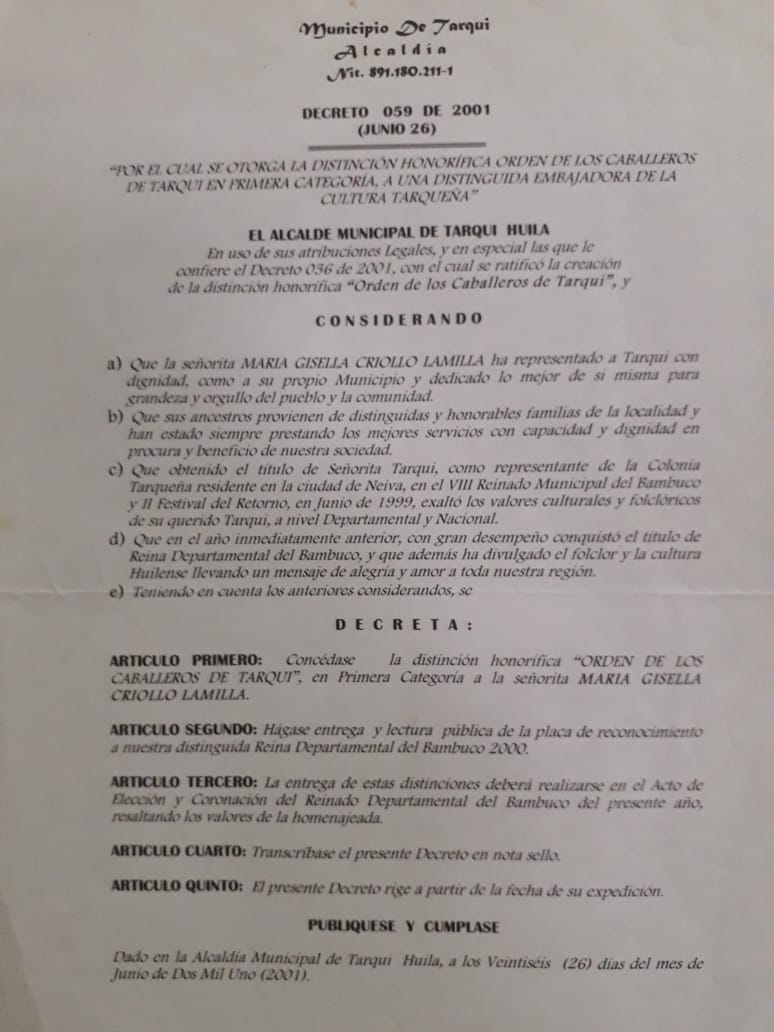 Municipio De Tarqui
Alcaldía
Nit. 891.180.211-1
DECRETO 059 DE 2001
(JUNIO 26)
“POR EL CUAL SE OTORGA LA DISTINCIÓN HONORÍFICA ORDEN DE LOS CABALLEROS
DE TARQUI EN PRIMERA CATEGORÍA, A UNA DISTINGUIDA EMBAJADORA DE LA
CULTURA TARQUEÑA”
EL ALCALDE MUNICIPAL DE TARQUI HUILA
En uso de sus atribuciones Legales, y en especial las que le
confiere el Decreto 036 de 2001, con el cual se ratificó la creación
de la distinción honorífica “Orden de los Caballeros de Tarqui”, y
CONSIDERANDO
a) Que la señorita MARIA GISELLA CRIOLLO LAMILLA ha representado a Tarqui con
dignidad, como a su propio Municipio y dedicado lo mejor de si misma para
grandeza y orgullo del pueblo y la comunidad.
b) Que sus ancestros provienen de distinguidas y honorables familias de la localidad y
han estado siempre prestando los mejores servicios con capacidad y dignidad en
procura y beneficio de nuestra sociedad.
c) Que obtenido el título de Señorita Tarqui, como representante de la Colonia
Tarqueña residente en la ciudad de Neiva, en el VIII Reinado Municipal del Bambuco
y II Festival del Retorno, en Junio de 1999, exaltó los valores culturales y folclóricos
de su querido Tarqui, a nivel Departamental y Nacional.
d) Que en el año inmediatamente anterior, con gran desempeño conquistó el título de
Reina Departamental del Bambuco, y que además ha divulgado el folclor y la cultura
Huilense llevando un mensaje de alegría y amor a toda nuestra región.
e) Teniendo en cuenta los anteriores considerandos, se
DECRETA:
ARTICULO PRIMERO: Concédase la distinción honorífica “ORDEN DE LOS
CABALLEROS DE TARQUI”, en Primera Categoría a la señorita MARIA GISELLA
CRIOLLO LAMILLA.
ARTICULO SEGUNDO: Hágase entrega y lectura pública de la placa de reconocimiento
a nuestra distinguida Reina Departamental del Bambuco 2000.
ARTICULO TERCERO: La entrega de estas distinciones deberá realizarse en el Acto de
Elección y Coronación del Reinado Departamental del Bambuco del presente año,
resaltando los valores de la homenajeada.
ARTICULO CUARTO: Transcríbase el presente Decreto en nota sello.
ARTICULO QUINTO: El presente Decreto rige a partir de la fecha de su expedición.
PUBLIQUESE Y CUMPLASE
Dado en la Alcaldía Municipal de Tarqui Huila, a los Veintiséis (26) días del mes de
Junio de Dos Mil Uno (2001).